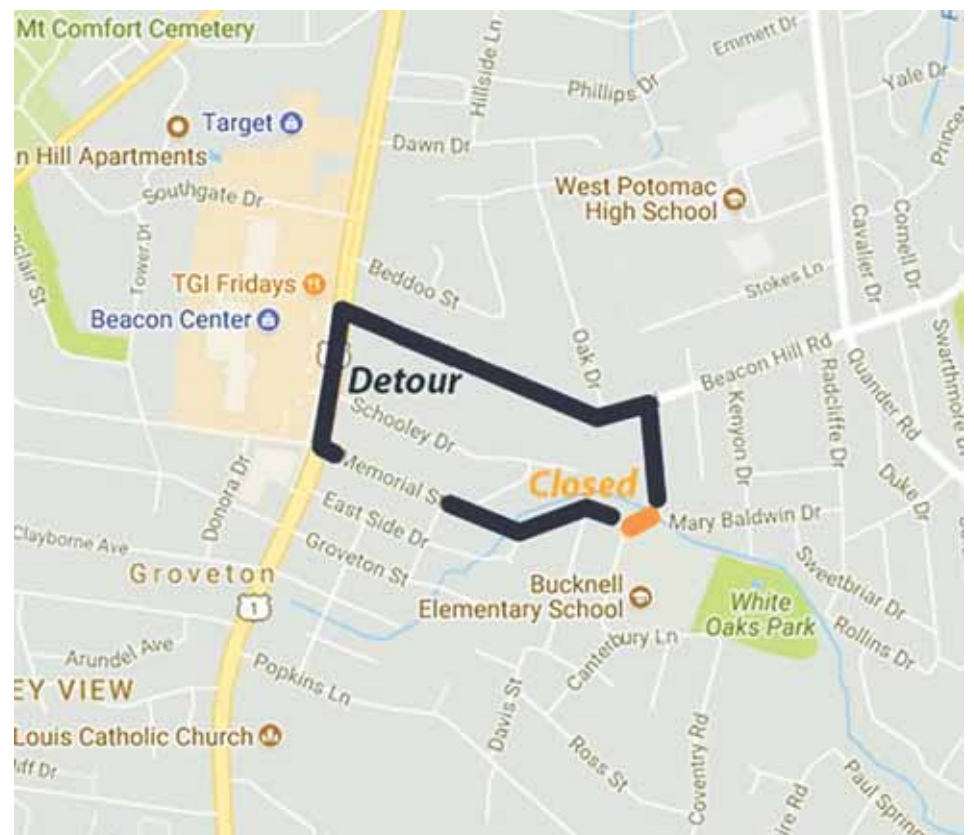 Mt Comfort Cemetery
Emmett Dr
Hillside Ln
Phillips Dr
Yale Dr
Target
Dawn Dr
n Hill Apartments
Southgate Dr
West Potomac
High School
Cavalier Dr
Cornell Dr
Tower Dr
Beddoo St
TGI Fridays
Stokes Ln
Beacon Center
Oak Dr
Beacon Hill Rd
Swarthmore D
Detour
Schooley Dr
Kenyon Dr
Radcliffe Dr
Quander Rd
Memorial S
Closed
Duke Dr
Donora Dr
East Side Dr
Mary Baldwin Dr
Clayborne Ave
Groveton St
Groveton
Bucknell
Elementary School
Sweetbriar Dr
White
Oaks Park
Rollins Dr
1
Canterbury Ln
Arundel Ave
Popkins Ln
EY VIEW
Davis St
Louis Catholic Church
Ross St
Coventry Rd
Paul Spring
ire Rd